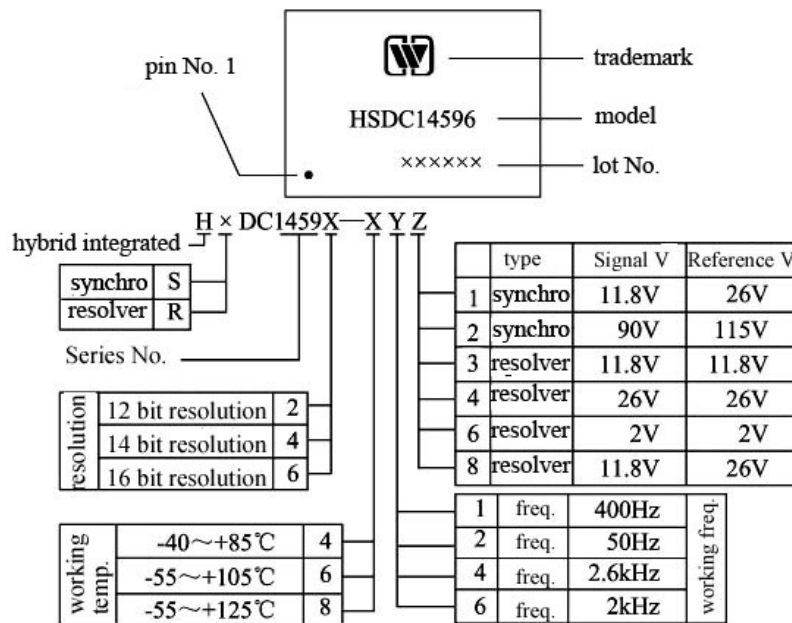 pin No. 1
trademark
HSDC14596
model
××××××
lot No.
H × DC1459X—X Y Z
hybrid integrated
synchro S
resolver R
Series No.
resolution
12 bit resolution 2
14 bit resolution 4
16 bit resolution 6
working temp.
-40~+85℃ 4
-55~+105℃ 6
-55~+125℃ 8
type Signal V Reference V
1 synchro 11.8V 26V
2 synchro 90V 115V
3 resolver 11.8V 11.8V
4 resolver 26V 26V
6 resolver 2V 2V
8 resolver 11.8V 26V
1 freq. 400Hz
2 freq. 50Hz
4 freq. 2.6kHz
6 freq. 2kHz
working freq.